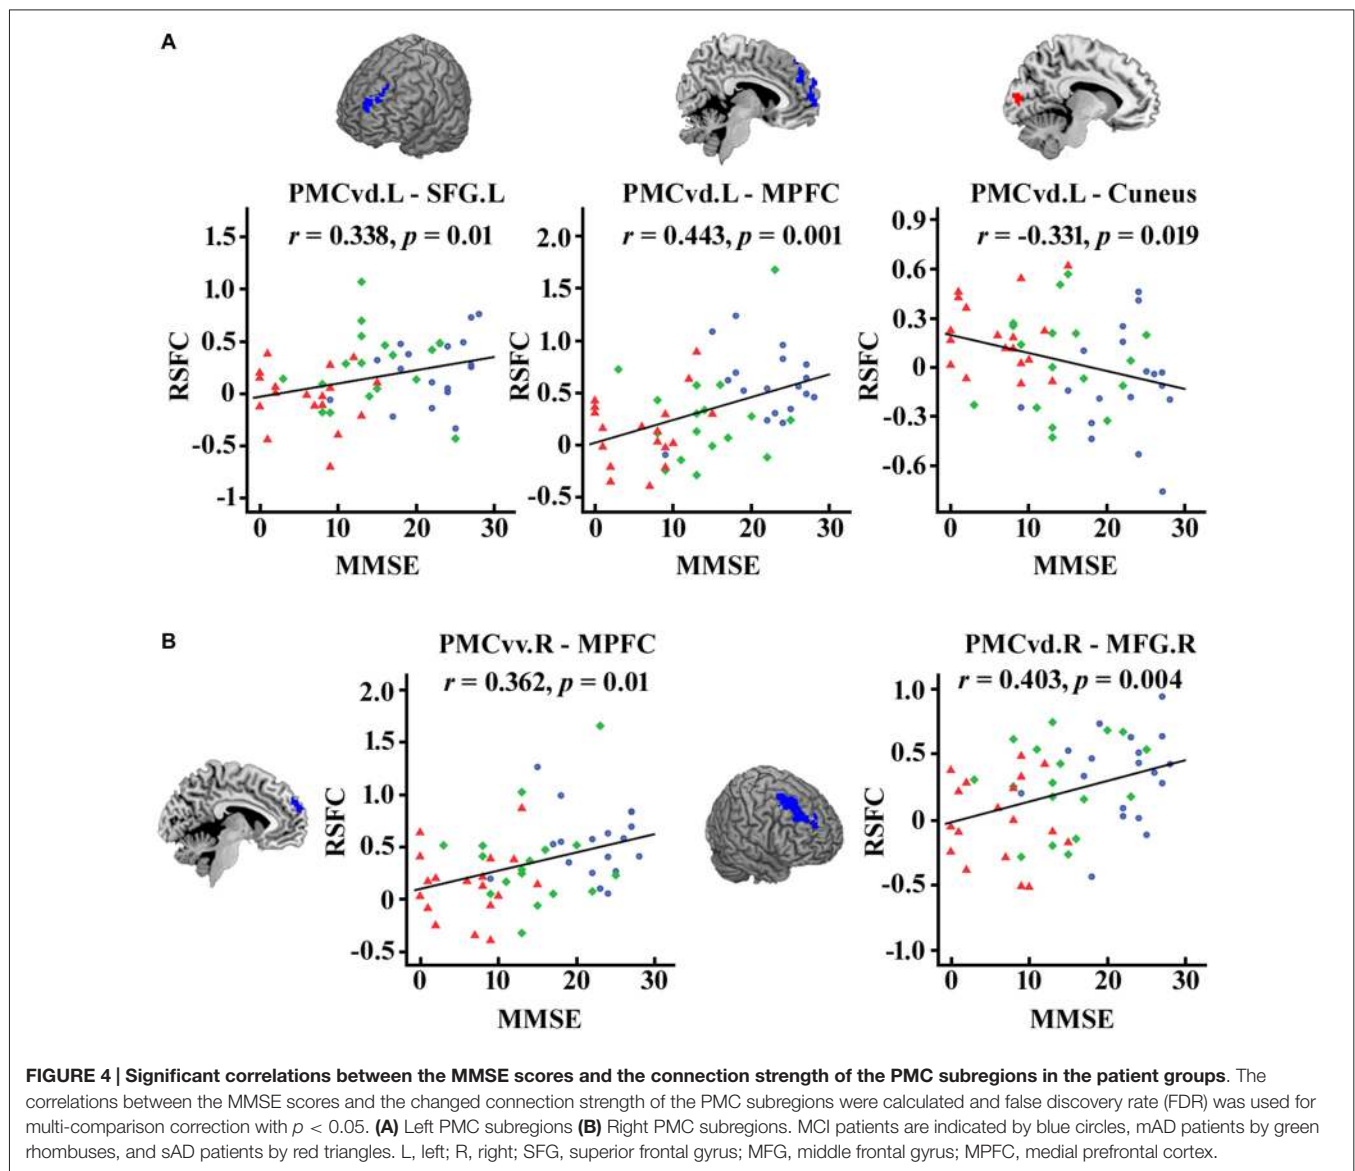 A
PMCvd.L - SFG.L
r = 0.338, p = 0.01
1.5
1.0
0.5
0
-0.5
-1
RSFC
0 10 20 30
MMSE
PMCvd.L - MPFC
r = 0.443, p = 0.001
2.0
1.5
1.0
0.5
0
-0.5
0 10 20 30
MMSE
PMCvd.L - Cuneus
r = -0.331, p = 0.019
0.9
0.6
0.3
0
-0.3
-0.6
RSFC
0 10 20 30
MMSE
B
PMCvv.R - MPFC
r = 0.362, p = 0.01
2.0
1.5
1.0
0.5
0
-0.5
RSFC
0 10 20 30
MMSE
PMCvd.R - MFG.R
r = 0.403, p = 0.004
1.0
0.5
0
-0.5
-1.0
RSFC
0 10 20 30
MMSE
FIGURE 4 | Significant correlations between the MMSE scores and the connection strength of the PMC subregions in the patient groups. The
correlations between the MMSE scores and the changed connection strength of the PMC subregions were calculated and false discovery rate (FDR) was used for
multi-comparison correction with p < 0.05. (A) Left PMC subregions (B) Right PMC subregions. MCI patients are indicated by blue circles, mAD patients by green
rhombuses, and sAD patients by red triangles. L, left; R, right; SFG, superior frontal gyrus; MFG, middle frontal gyrus; MPFC, medial prefrontal cortex.